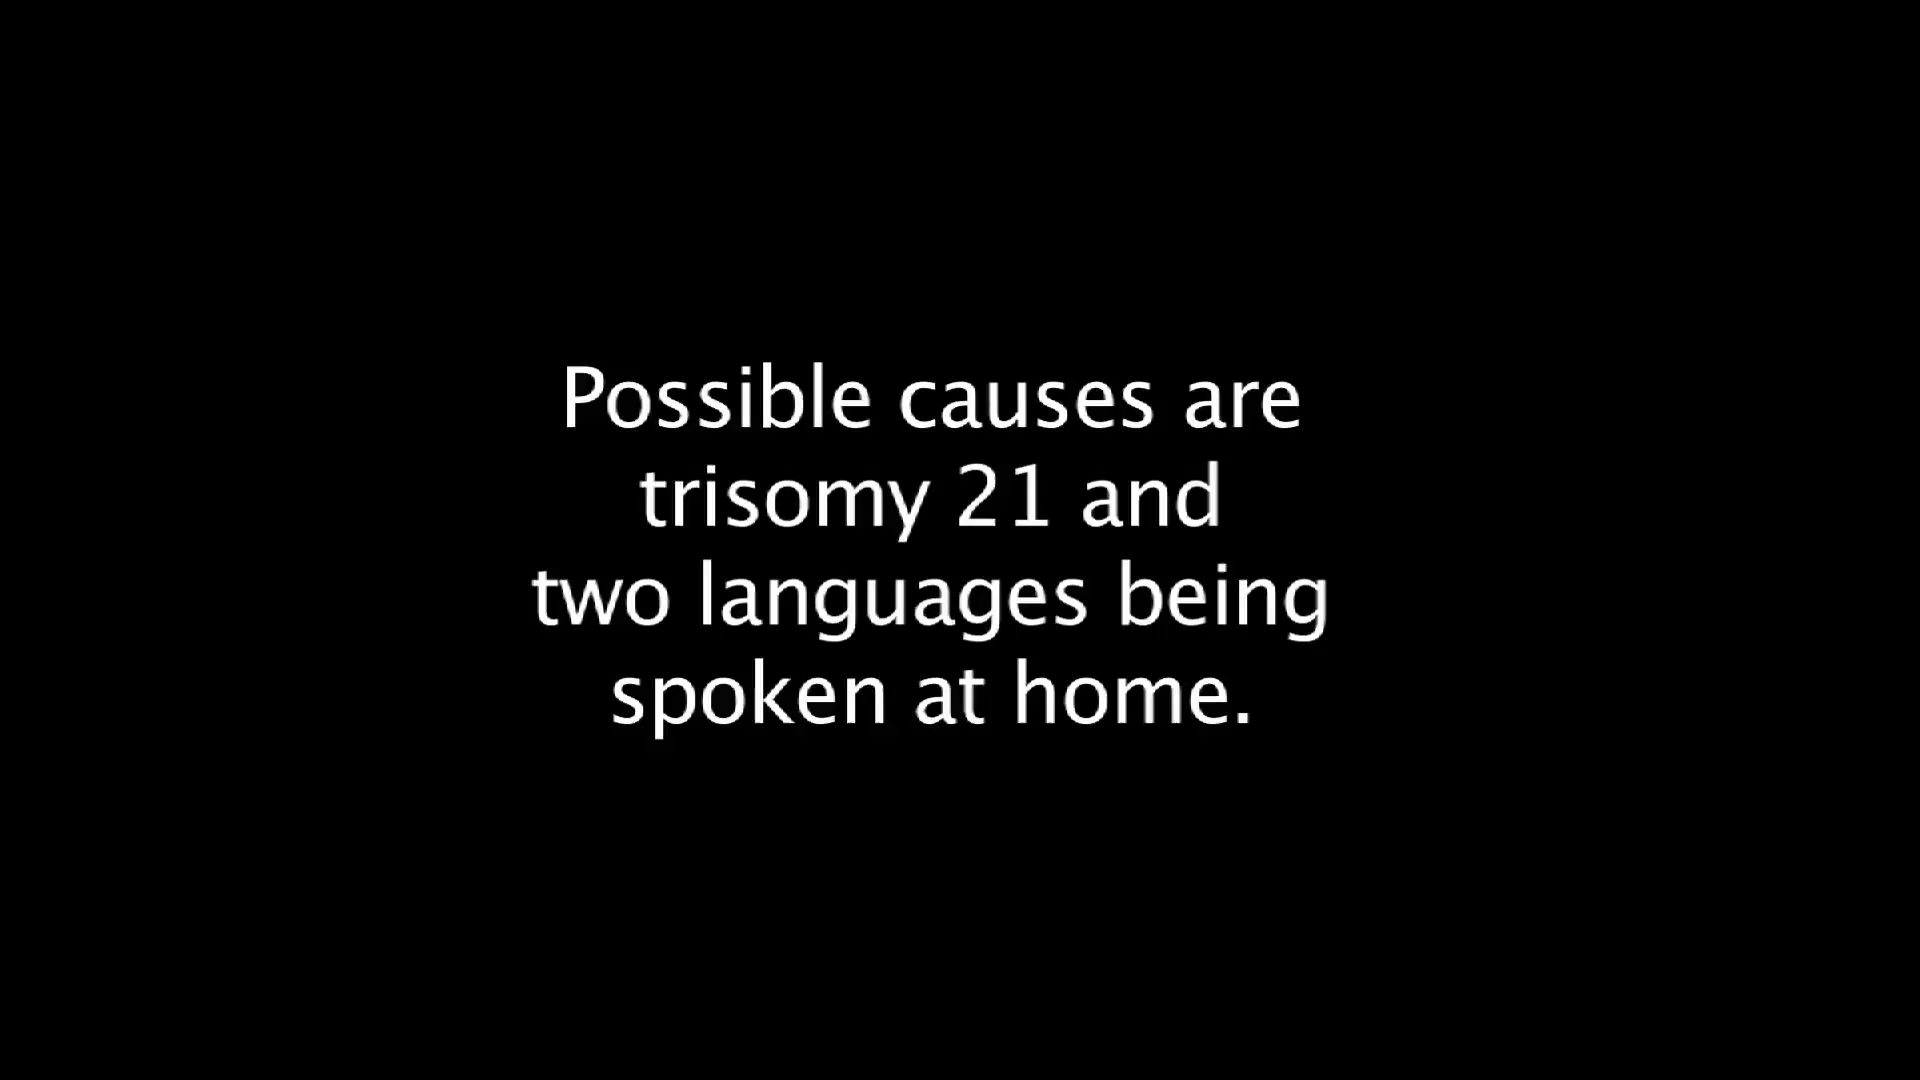 Possible causes are
trisomy 21 and
two languages being
spoken at home.